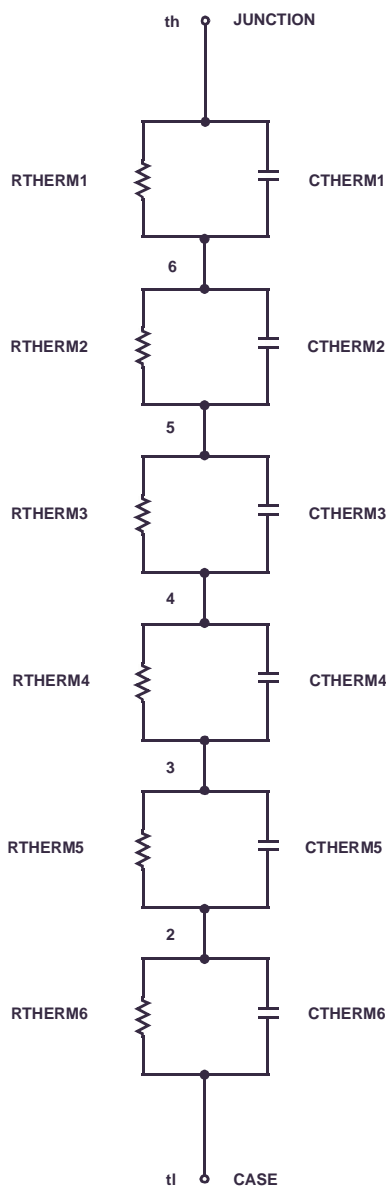 th JUNCTION
RTHERM1 CTHERM1
6
RTHERM2 CTHERM2
5
RTHERM3 CTHERM3
4
RTHERM4 CTHERM4
3
RTHERM5 CTHERM5
2
RTHERM6 CTHERM6
tl CASE